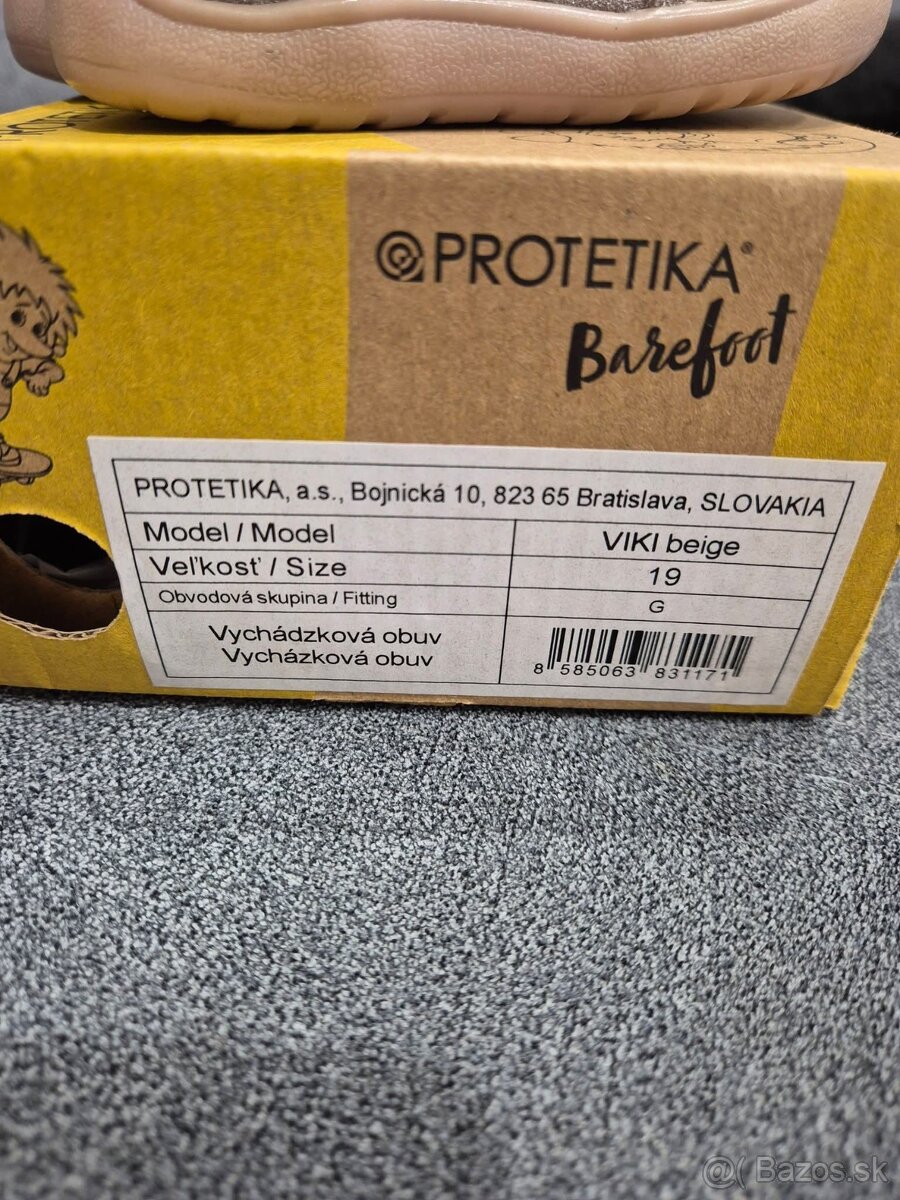 PROTETIKA®
Barefoot
PROTETIKA, a.s., Bojnická 10, 823 65 Bratislava, SLOVAKIA
Model / Model VIKI beige
Veľkosť / Size 19
Obvodová skupina / Fitting G
Vychádzková obuv
Vycházková obuv
8 585063 831171
@( Bazos.sk